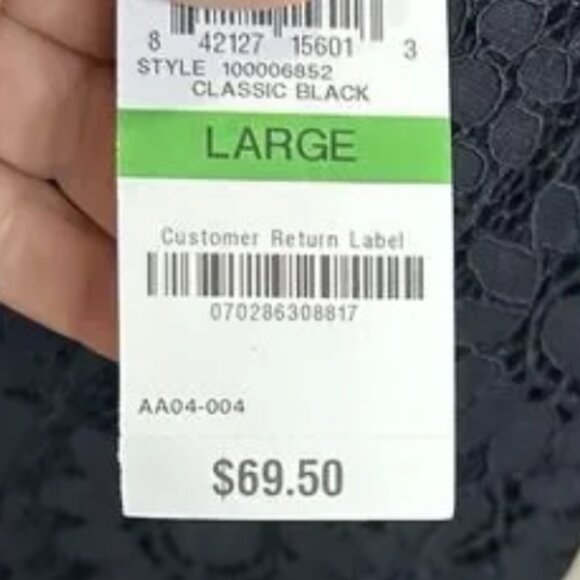 8 42127 15601 3
STYLE 100006852
CLASSIC BLACK
LARGE
Customer Return Label
070286308817
AA04-004
$69.50